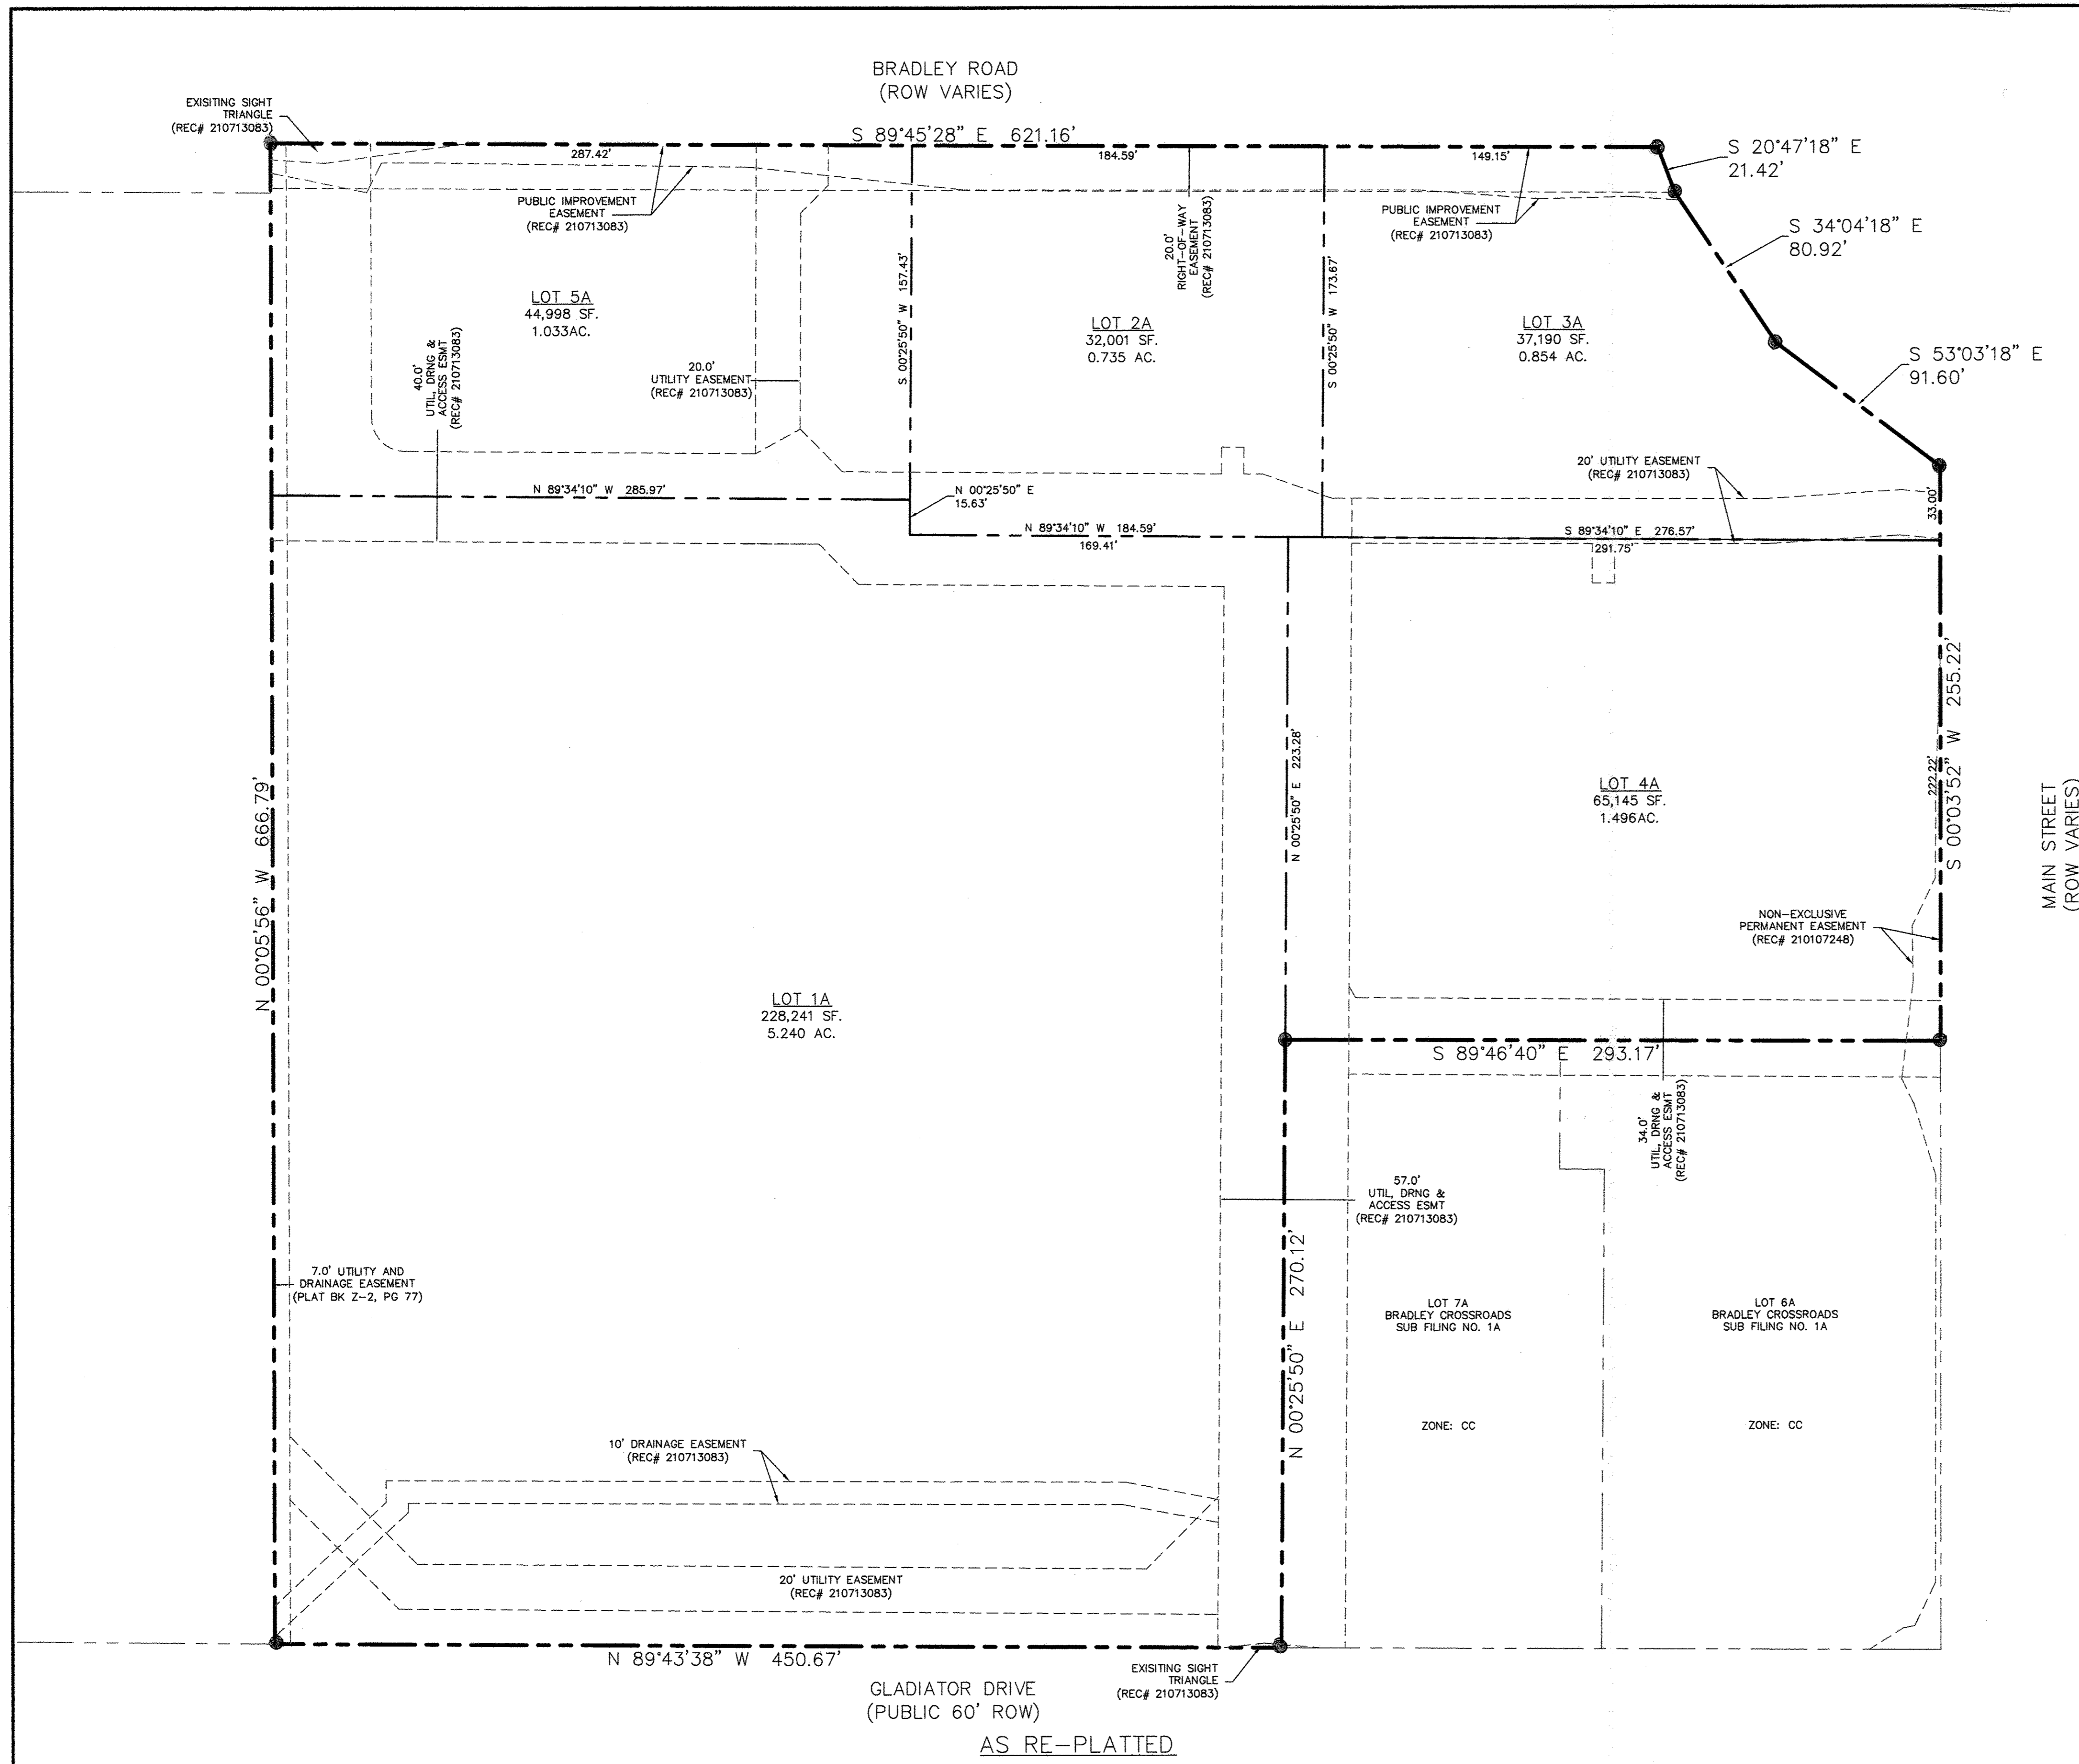 BRADLEY ROAD
(ROW VARIES)
EXISITING SIGHT
TRIANGLE
(REC# 210713083)
S 89°45'28" E 621.16'
287.42'
184.59'
149.15'
S 20°47'18" E
21.42'
PUBLIC IMPROVEMENT
EASEMENT
(REC# 210713083)
20.0'
RIGHT-OF-WAY
EASEMENT
(REC# 210713083)
PUBLIC IMPROVEMENT
EASEMENT
(REC# 210713083)
S 34°04'18" E
80.92'
S 00°25'50" W 157.43'
S 00°25'50" W 173.67'
LOT 5A
44,998 SF.
1.033AC.
LOT 2A
32,001 SF.
0.735 AC.
LOT 3A
37,190 SF.
0.854 AC.
S 53°03'18" E
91.60'
40.0'
UTIL, DRNG &
ACCESS ESMT
(REC# 210713083)
20.0'
UTILITY EASEMENT
(REC# 210713083)
20' UTILITY EASEMENT
(REC# 210713083)
33.00'
N 89°34'10" W 285.97'
N 00°25'50" E
15.63'
N 89°34'10" W 184.59'
169.41'
S 89°34'10" E 276.57'
291.75'
N 00°05'56" W 666.79'
N 00°25'50" E 223.28'
LOT 4A
65,145 SF.
1.496AC.
222.22'
S 00°03'52" W 255.22'
MAIN STREET
(ROW VARIES)
NON-EXCLUSIVE
PERMANENT EASEMENT
(REC# 210107248)
LOT 1A
228,241 SF.
5.240 AC.
S 89°46'40" E 293.17'
34.0'
UTIL, DRNG &
ACCESS ESMT
(REC# 210713083)
57.0'
UTIL, DRNG &
ACCESS ESMT
(REC# 210713083)
N 00°25'50" E 270.12'
7.0' UTILITY AND
DRAINAGE EASEMENT
(PLAT BK Z-2, PG 77)
LOT 7A
BRADLEY CROSSROADS
SUB FILING NO. 1A
LOT 6A
BRADLEY CROSSROADS
SUB FILING NO. 1A
ZONE: CC
ZONE: CC
10' DRAINAGE EASEMENT
(REC# 210713083)
20' UTILITY EASEMENT
(REC# 210713083)
N 89°43'38" W 450.67'
EXISITING SIGHT
TRIANGLE
(REC# 210713083)
GLADIATOR DRIVE
(PUBLIC 60' ROW)
AS RE-PLATTED